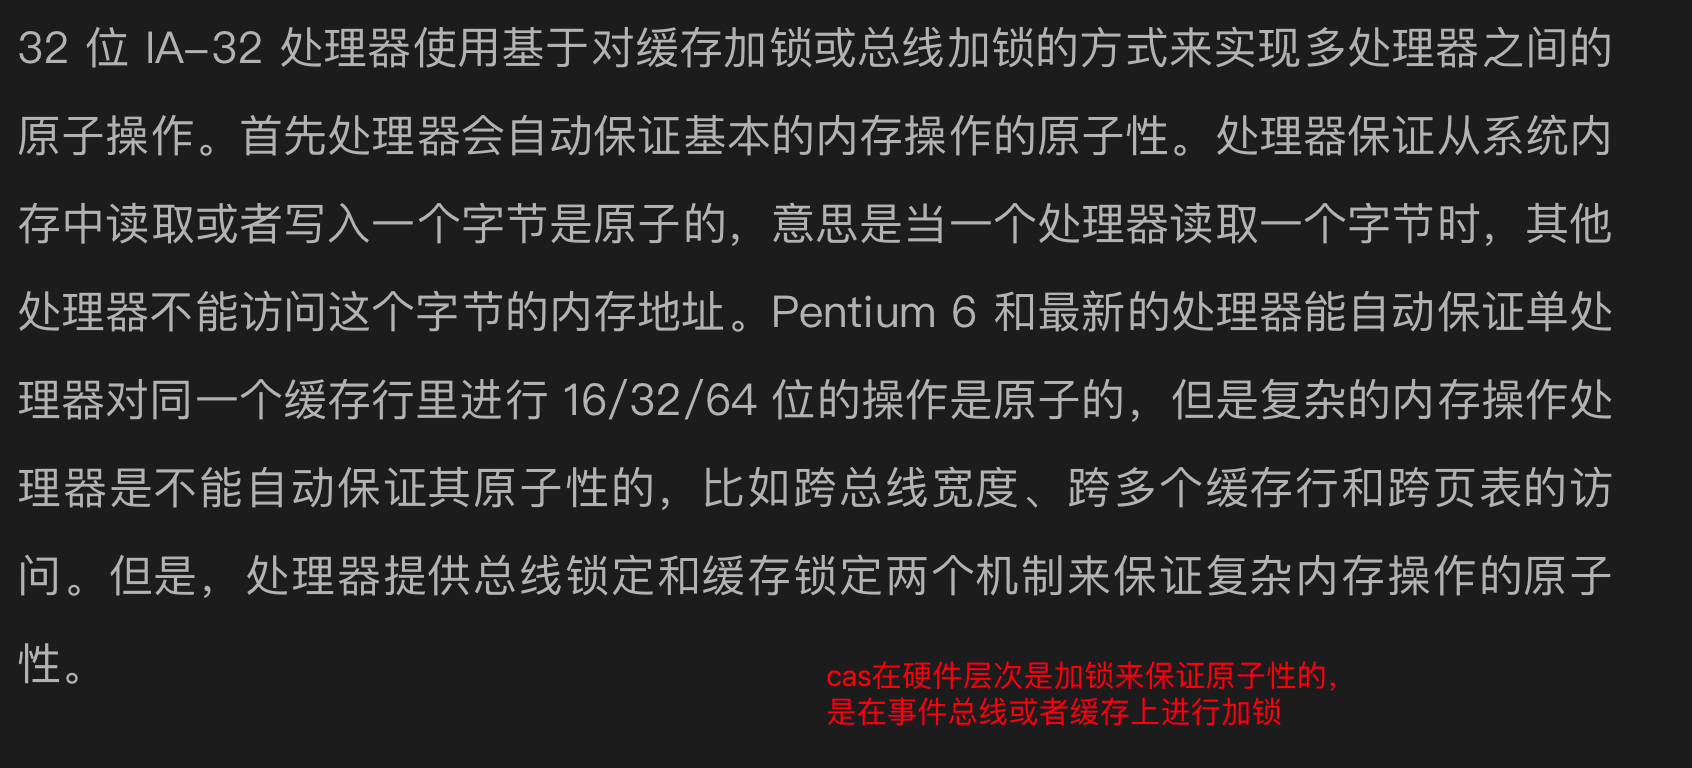 32 位 IA-32 处理器使用基于对缓存加锁或总线加锁的方式来实现多处理器之间的
原子操作。首先处理器会自动保证基本的内存操作的原子性。处理器保证从系统内
存中读取或者写入一个字节是原子的，意思是当一个处理器读取一个字节时，其他
处理器不能访问这个字节的内存地址。Pentium 6 和最新的处理器能自动保证单处
理器对同一个缓存行里进行 16/32/64 位的操作是原子的，但是复杂的内存操作处
理器是不能自动保证其原子性的，比如跨总线宽度、跨多个缓存行和跨页表的访
问。但是，处理器提供总线锁定和缓存锁定两个机制来保证复杂内存操作的原子
性。
cas在硬件层次是加锁来保证原子性的，
是在事件总线或者缓存上进行加锁